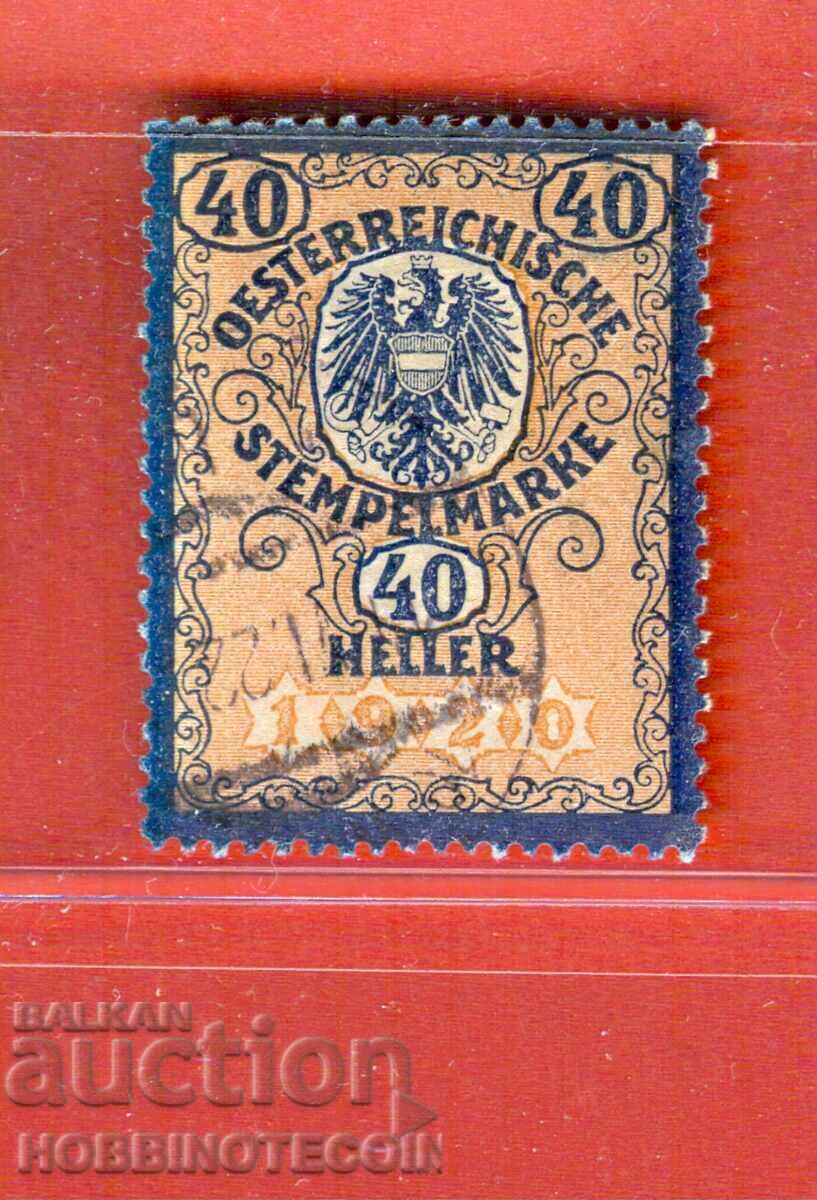 40 40
OESTERREICHISCHE
STEMPELMARKE
40
HELLER
1920
BALKAN
auction
HOBBINOTECOIN